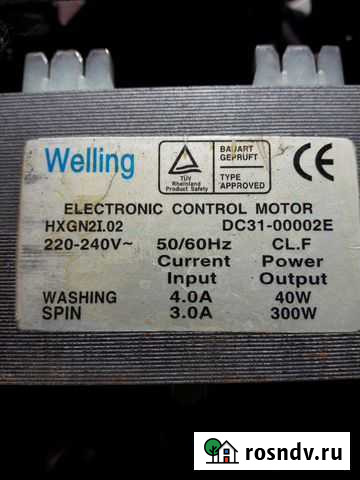 Welling
TÜV
Rheinland
Product Safety
BAUART
GEPRÜFT
TYPE
APPROVED
CE
ELECTRONIC CONTROL MOTOR
HXGN2I.02 DC31-00002E
220-240V~ 50/60Hz CL.F
Current Power
Input Output
WASHING 4.0A 40W
SPIN 3.0A 300W
rosndv.ru